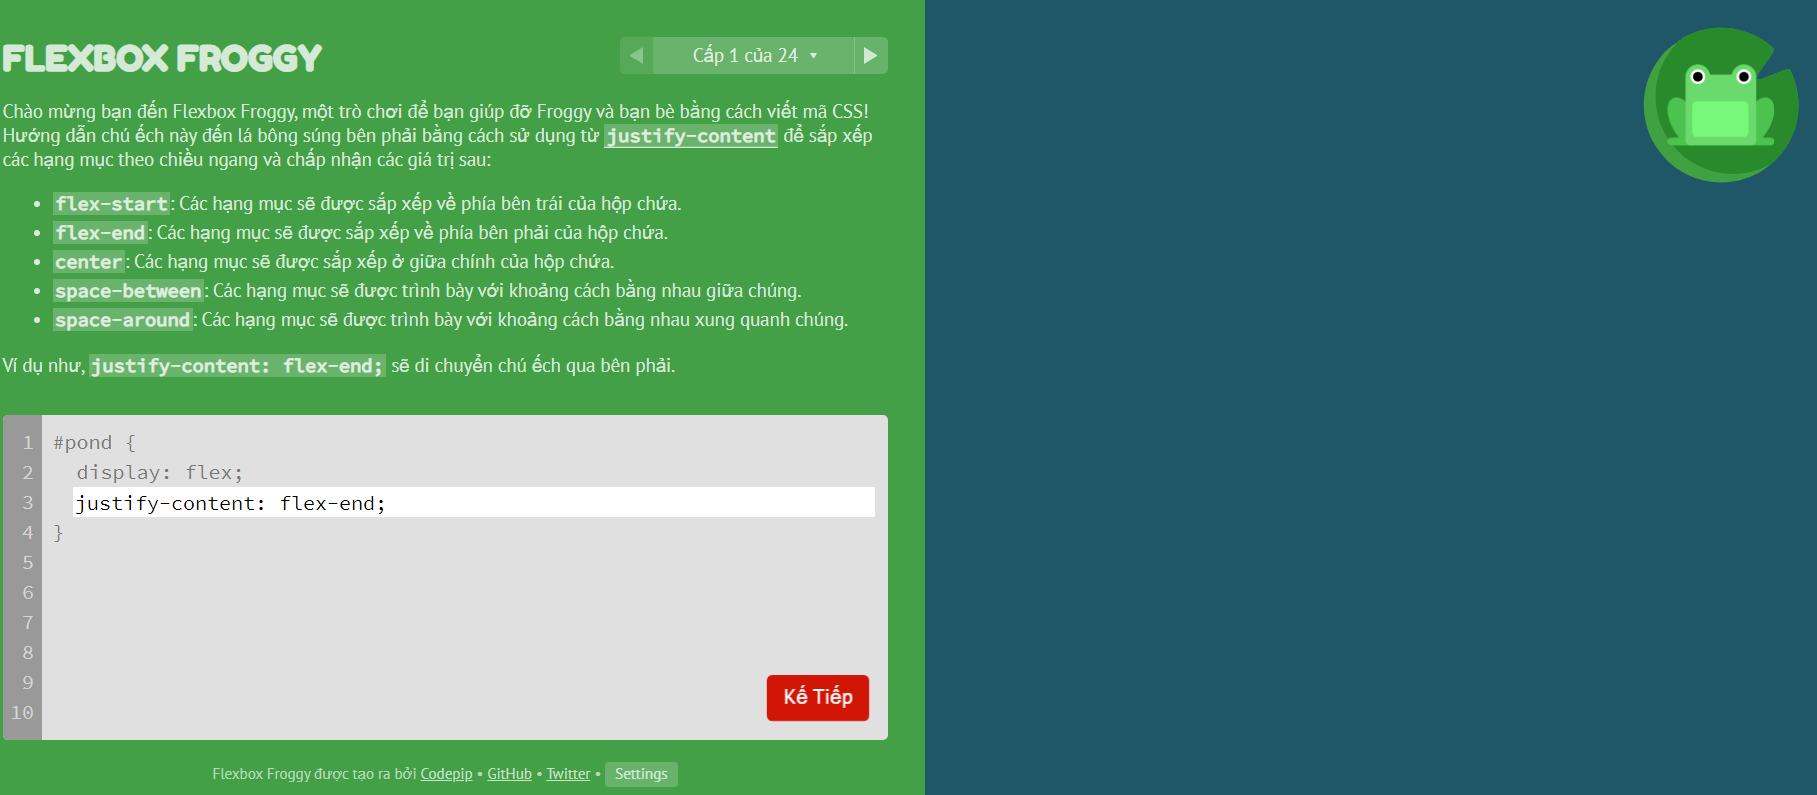 FLEXBOX FROGGY
Cấp 1 của 24
Chào mừng bạn đến Flexbox Froggy, một trò chơi để bạn giúp đỡ Froggy và bạn bè bằng cách viết mã CSS!
Hướng dẫn chú ếch này đến lá bông súng bên phải bằng cách sử dụng từ justify-content để sắp xếp
các hạng mục theo chiều ngang và chấp nhận các giá trị sau:
• flex-start: Các hạng mục sẽ được sắp xếp về phía bên trái của hộp chứa.
• flex-end: Các hạng mục sẽ được sắp xếp về phía bên phải của hộp chứa.
• center: Các hạng mục sẽ được sắp xếp ở giữa chính của hộp chứa.
• space-between: Các hạng mục sẽ được trình bày với khoảng cách bằng nhau giữa chúng.
• space-around: Các hạng mục sẽ được trình bày với khoảng cách bằng nhau xung quanh chúng.
Ví dụ như, justify-content: flex-end; sẽ di chuyển chú ếch qua bên phải.
1 #pond {
2 display: flex;
3 justify-content: flex-end;
4 }
5
6
7
8
9
10
Kế Tiếp
Flexbox Froggy được tạo ra bởi Codepip • GitHub • Twitter • Settings